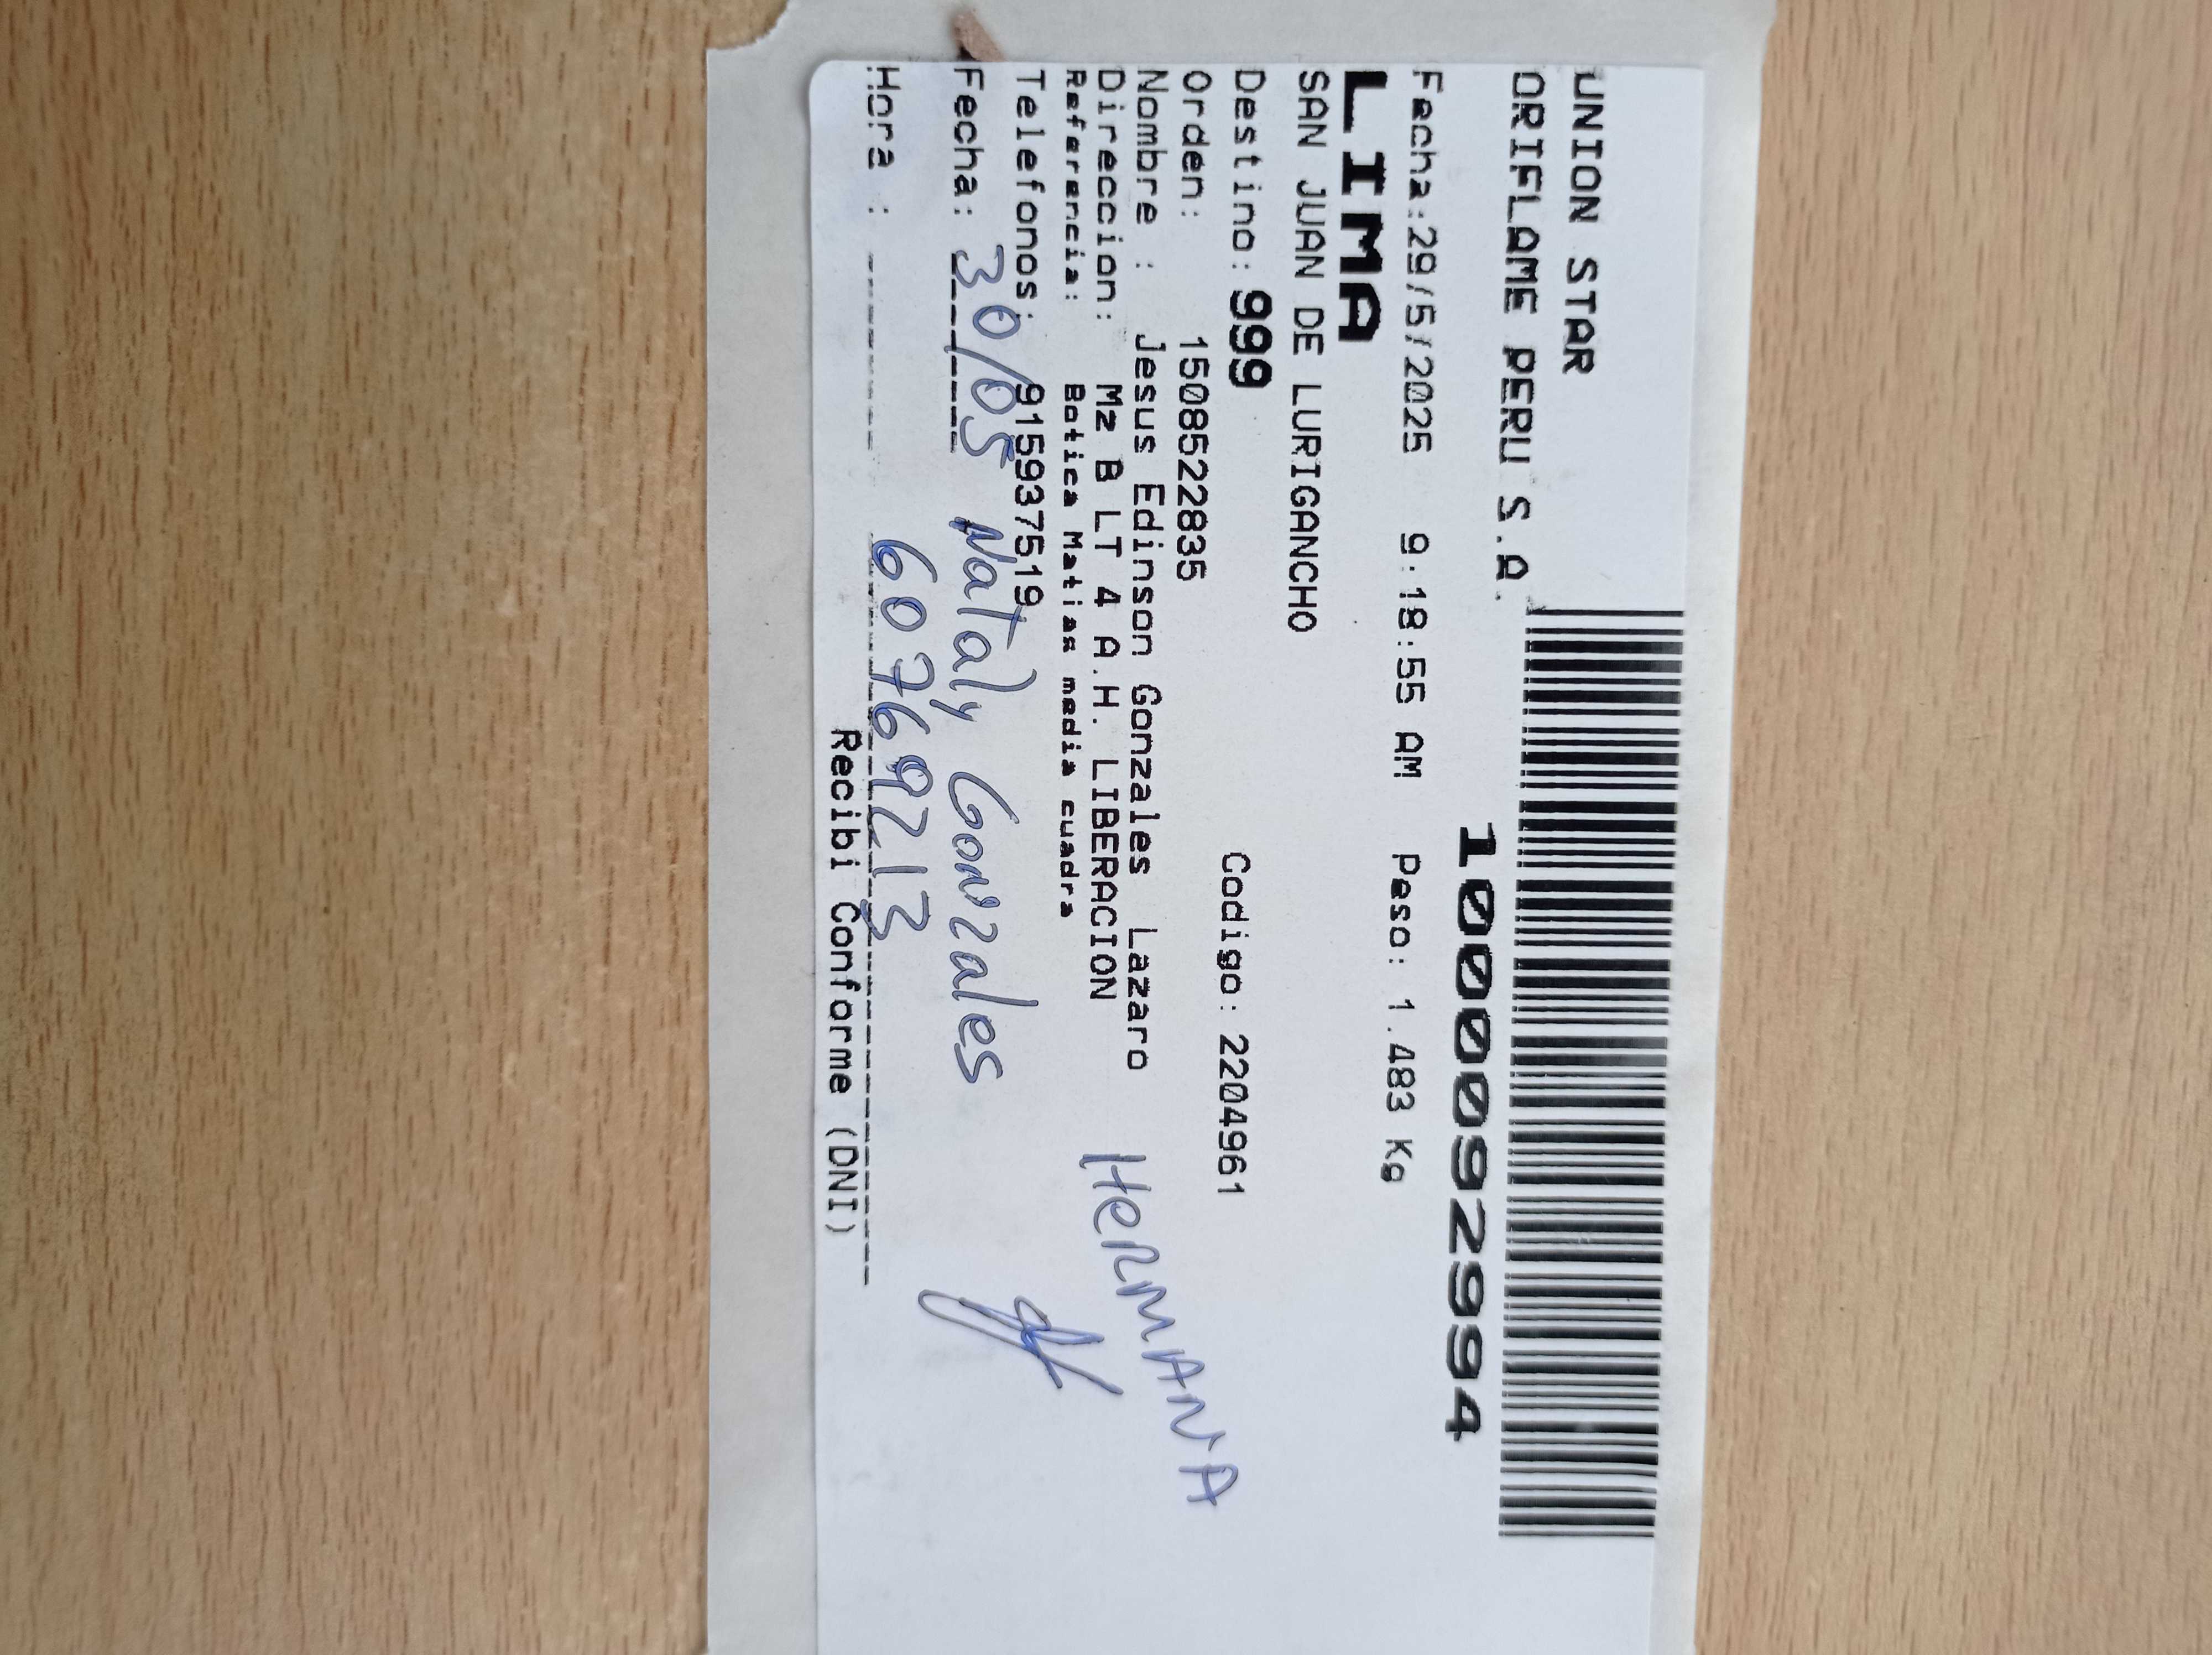 UNION STAR
ORIFLAME PERU S.A.
10000929994
Fecha:29/5/2025 9:18:55 AM Peso: 1.483 Kg
LIMA
SAN JUAN DE LURIGANCHO
Destino: 999 Codigo: 2204961
Orden: 1508522835
Nombre : Jesus Edinson Gonzales Lazaro
Direccion: Mz B LT 4 A.H. LIBERACION
HERMANA
Referencia: Botica Matias media cuadra
Telefonos: 915937519
Fecha: 30/05 Nataly Gonzales
Hora : 60769213
Recibi Conforme (DNI)